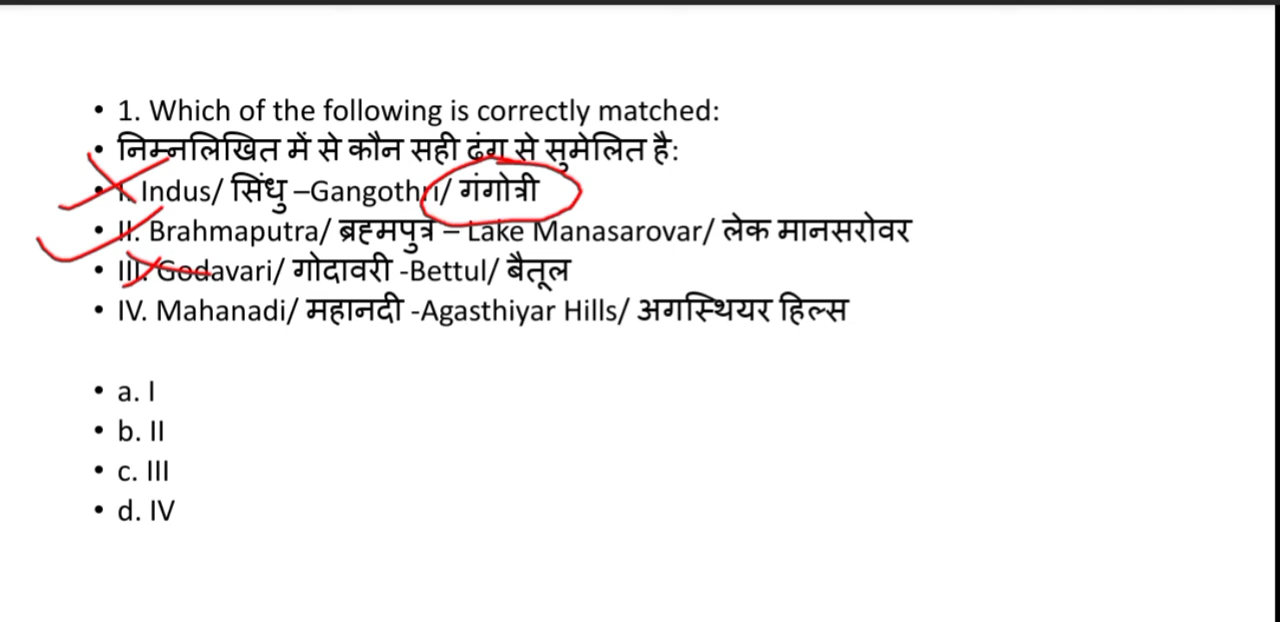 • 1. Which of the following is correctly matched:
• निम्नलिखित में से कौन सही ढंग से सुमेलित है:
• I. Indus/ सिंधु –Gangothri/ गंगोत्री
• II. Brahmaputra/ ब्रह्मपुत्र – Lake Manasarovar/ लेक मानसरोवर
• III. Godavari/ गोदावरी -Bettul/ बैतूल
• IV. Mahanadi/ महानदी -Agasthiyar Hills/ अगस्थियर हिल्स
• a. I
• b. II
• c. III
• d. IV